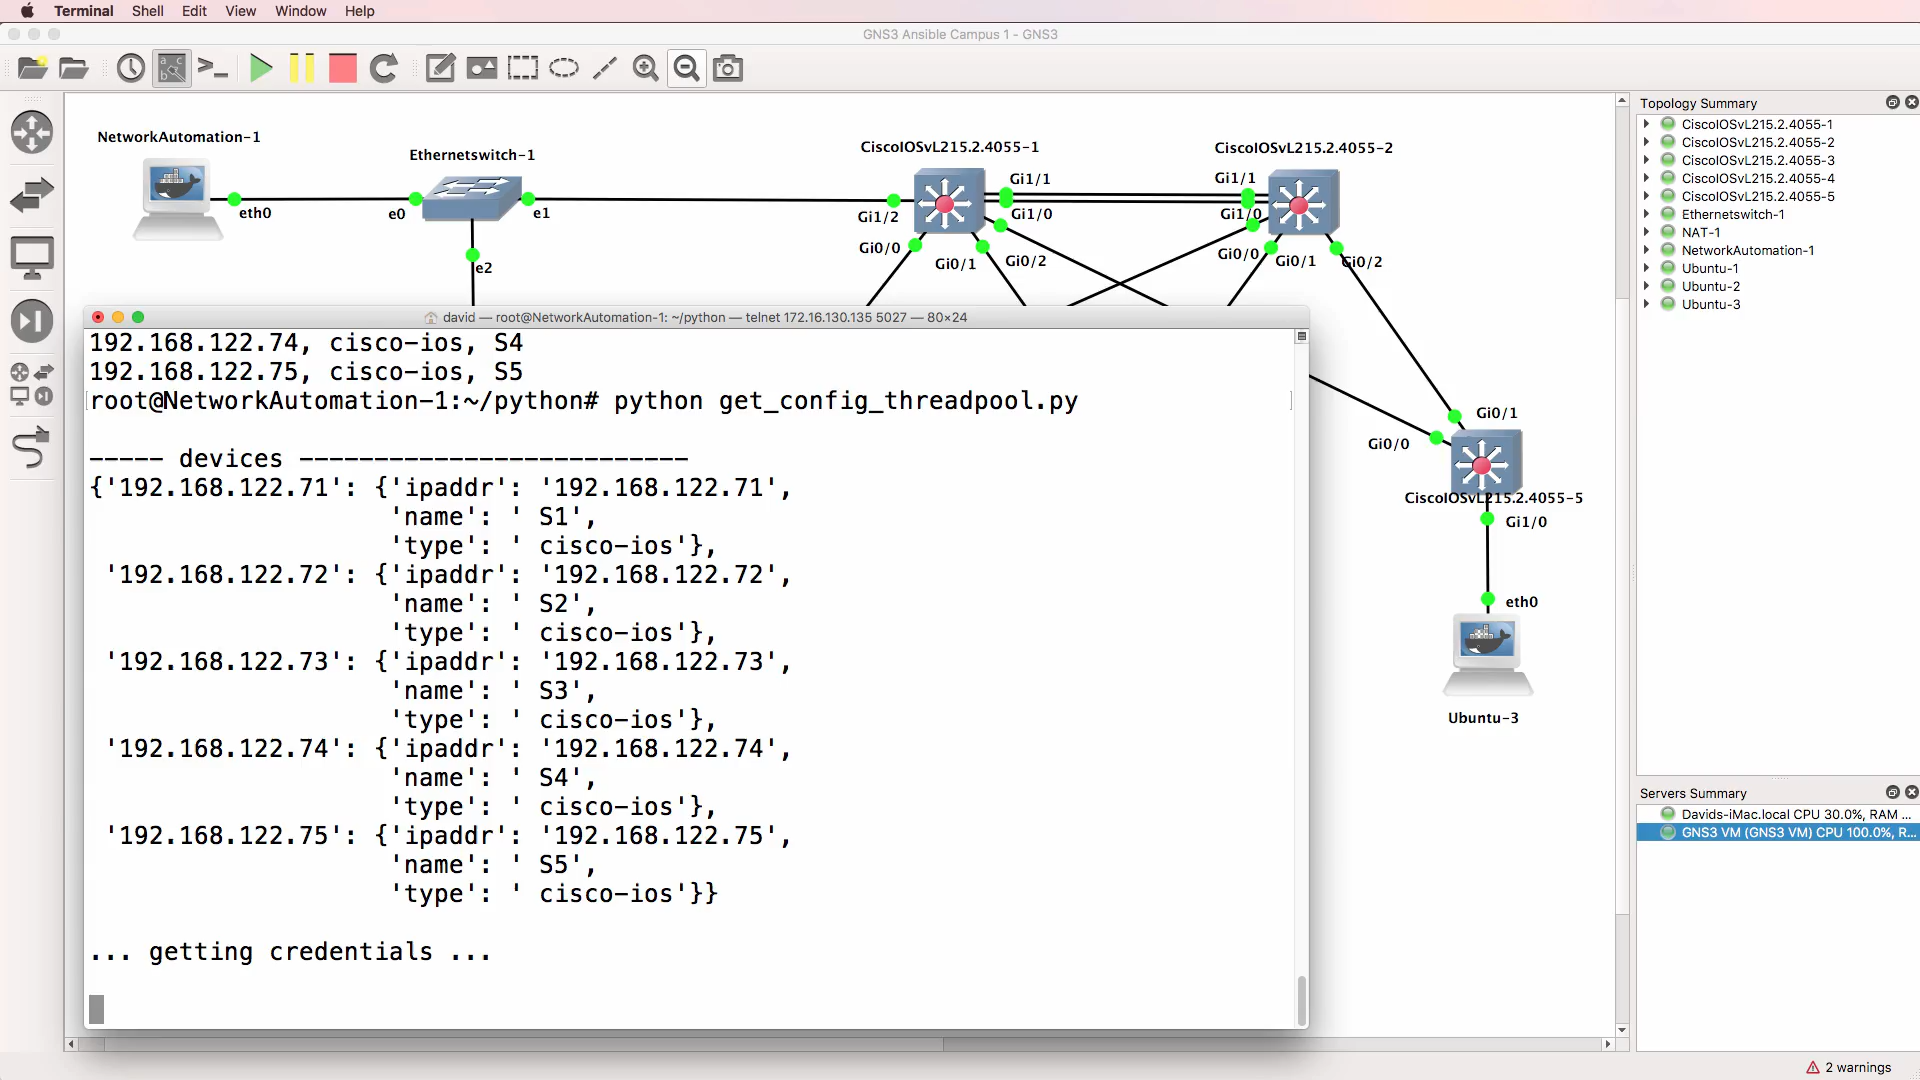 Terminal Shell Edit View Window Help
GNS3 Ansible Campus 1 - GNS3
NetworkAutomation-1
eth0
Ethernetswitch-1
e0
e1
e2
CiscoIOSvL215.2.4055-1
Gi1/1
Gi1/0
Gi1/2
Gi0/0
Gi0/1
Gi0/2
CiscoIOSvL215.2.4055-2
Gi1/1
Gi1/0
Gi0/0
Gi0/1
Gi0/2
Gi0/1
Gi0/0
CiscoIOSvL215.2.4055-5
Gi1/0
eth0
Ubuntu-3
david — root@NetworkAutomation-1: ~/python — telnet 172.16.130.135 5027 — 80×24
192.168.122.74, cisco-ios, S4
192.168.122.75, cisco-ios, S5
root@NetworkAutomation-1:~/python# python get_config_threadpool.py
----- devices --------------------------
{'192.168.122.71': {'ipaddr': '192.168.122.71',
'name': ' S1',
'type': ' cisco-ios'},
'192.168.122.72': {'ipaddr': '192.168.122.72',
'name': ' S2',
'type': ' cisco-ios'},
'192.168.122.73': {'ipaddr': '192.168.122.73',
'name': ' S3',
'type': ' cisco-ios'},
'192.168.122.74': {'ipaddr': '192.168.122.74',
'name': ' S4',
'type': ' cisco-ios'},
'192.168.122.75': {'ipaddr': '192.168.122.75',
'name': ' S5',
'type': ' cisco-ios'}}
... getting credentials ...
Topology Summary
CiscoIOSvL215.2.4055-1
CiscoIOSvL215.2.4055-2
CiscoIOSvL215.2.4055-3
CiscoIOSvL215.2.4055-4
CiscoIOSvL215.2.4055-5
Ethernetswitch-1
NAT-1
NetworkAutomation-1
Ubuntu-1
Ubuntu-2
Ubuntu-3
Servers Summary
Davids-iMac.local CPU 30.0%, RAM ...
GNS3 VM (GNS3 VM) CPU 100.0%, R...
2 warnings